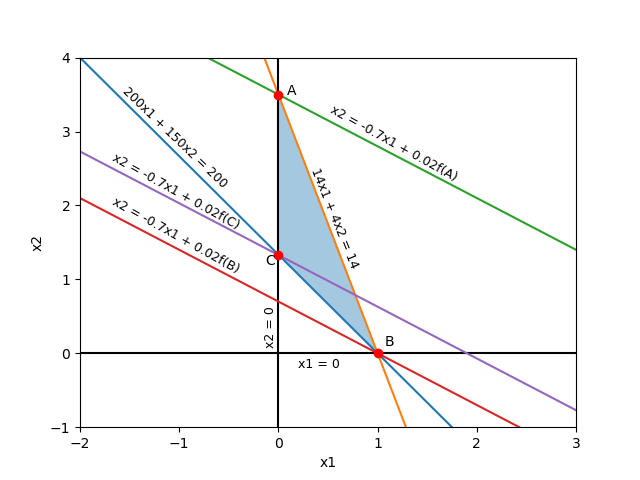 4
3
2
1
0
−1
−2
−1
0
1
2
3
x2
x1
200x1 + 150x2 = 200
x2 = -0.7x1 + 0.02f(C)
x2 = -0.7x1 + 0.02f(B)
A
x2 = -0.7x1 + 0.02f(A)
14x1 + 4x2 = 14
C
x2 = 0
B
x1 = 0